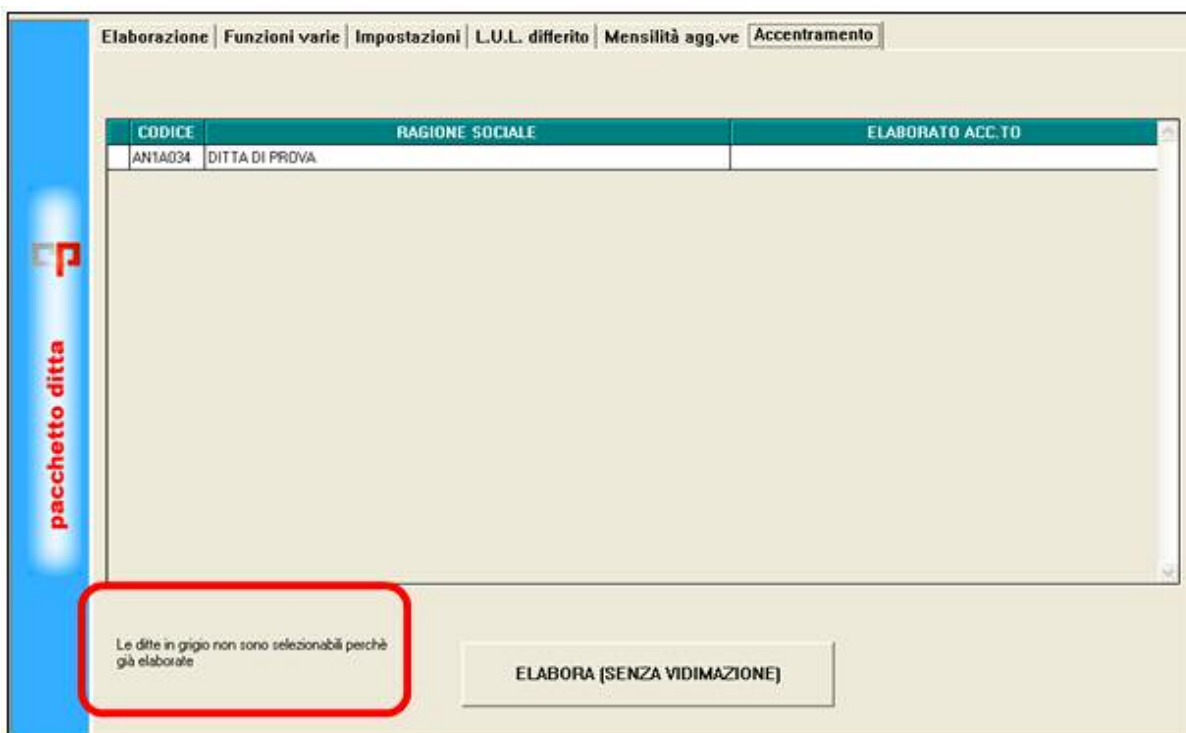 Elaborazione Funzioni varie Impostazioni L.U.L. differito Mensilità agg.ve Accentramento
CODICE RAGIONE SOCIALE ELABORATO ACC.TO
AN1A034 DITTA DI PROVA
pacchetto ditta
Le ditte in grigio non sono selezionabili perchè
già elaborate
ELABORA (SENZA VIDIMAZIONE)